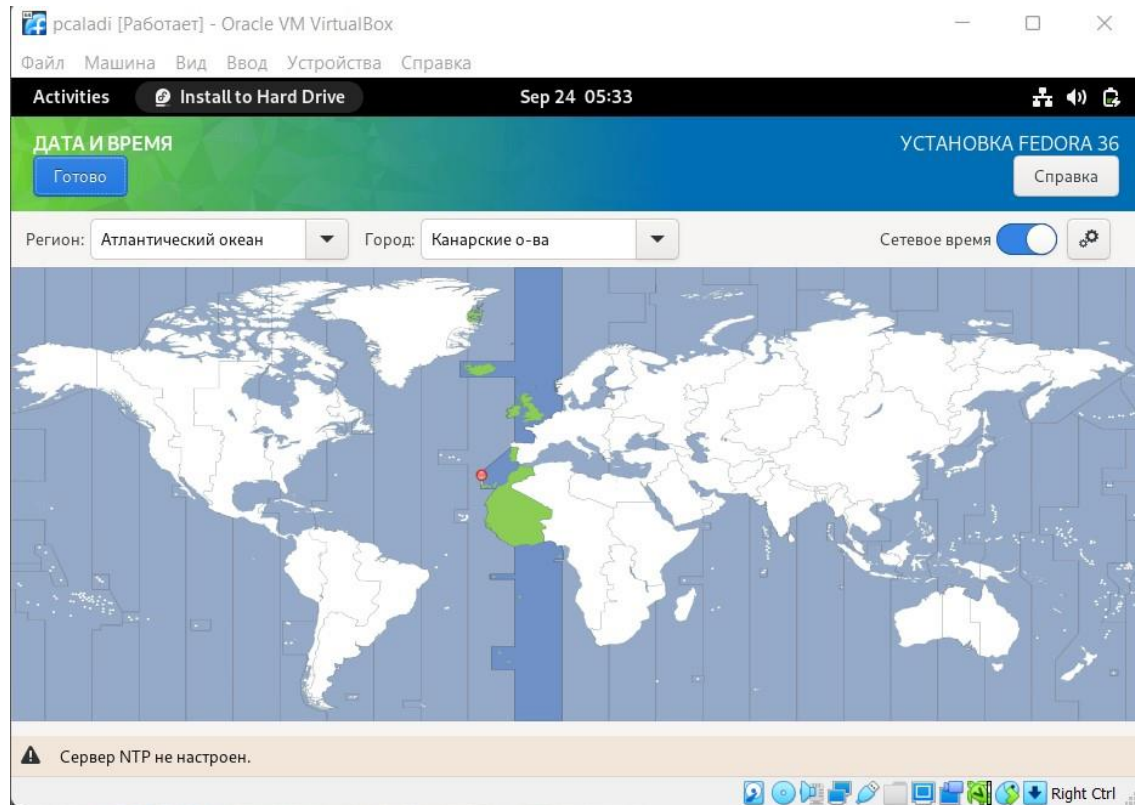 pcaladi [Работает] - Oracle VM VirtualBox
Файл Машина Вид Ввод Устройства Справка
Activities Install to Hard Drive Sep 24 05:33
ДАТА И ВРЕМЯ УСТАНОВКА FEDORA 36
Готово Справка
Регион: Атлантический океан Город: Канарские о-ва Сетевое время
Сервер NTP не настроен.
Right Ctrl